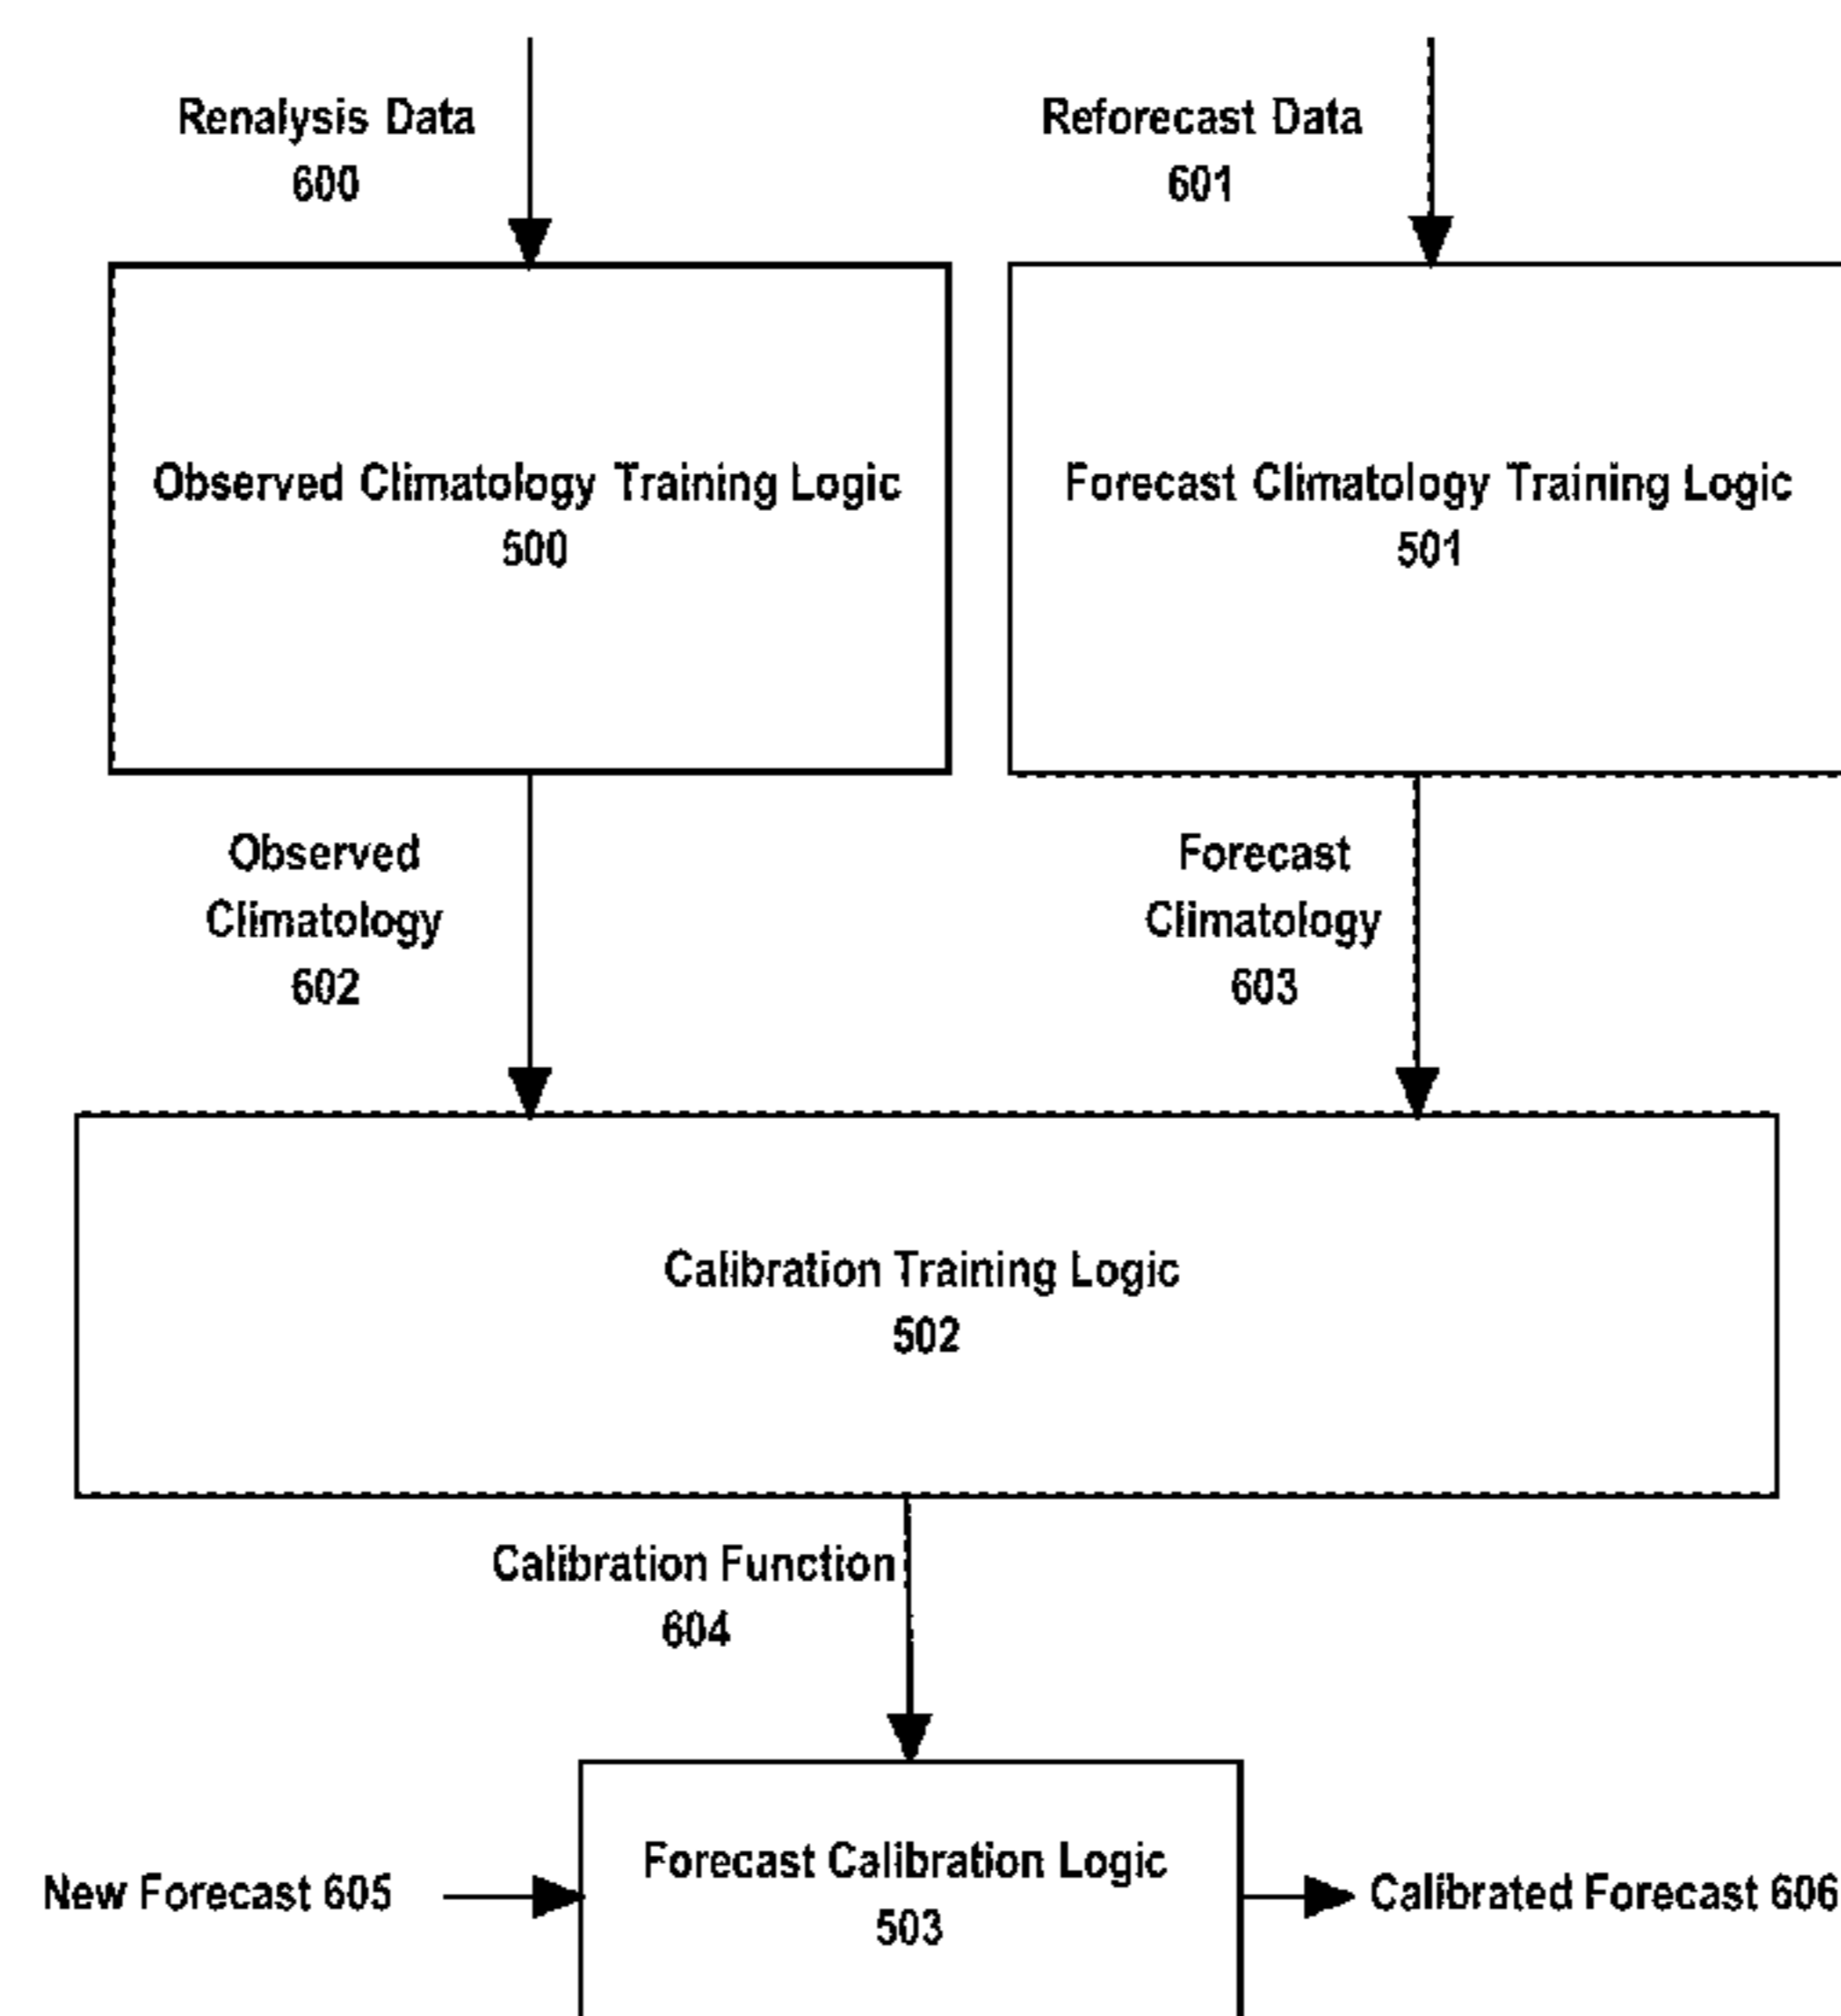 Renalysis Data
600
Reforecast Data
601
Observed Climatology Training Logic
500
Forecast Climatology Training Logic
501
Observed
Climatology
602
Forecast
Climatology
603
Calibration Training Logic
502
Calibration Function
604
New Forecast 605
Forecast Calibration Logic
503
Calibrated Forecast 606